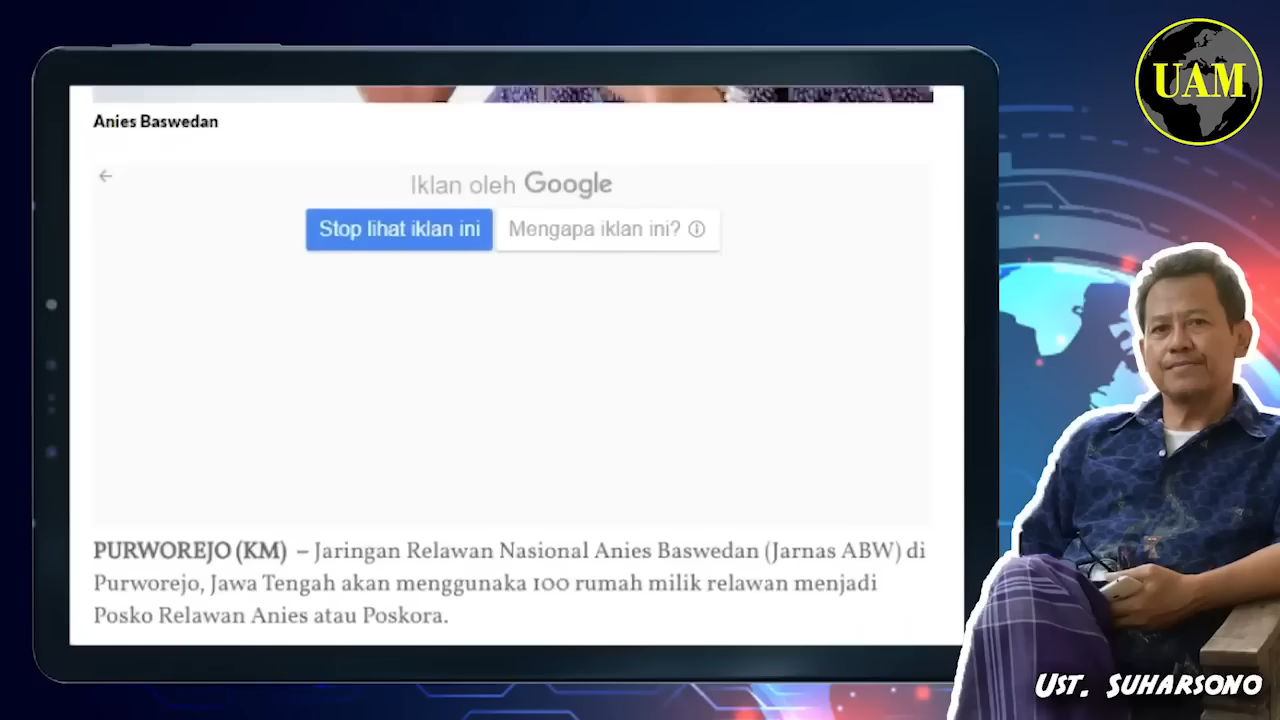 UAM
Anies Baswedan
Iklan oleh Google
Stop lihat iklan ini
Mengapa iklan ini?
PURWOREJO (KM) – Jaringan Relawan Nasional Anies Baswedan (Jarnas ABW) di
Purworejo, Jawa Tengah akan menggunaka 100 rumah milik relawan menjadi
Posko Relawan Anies atau Poskora.
UST. SUHARSONO